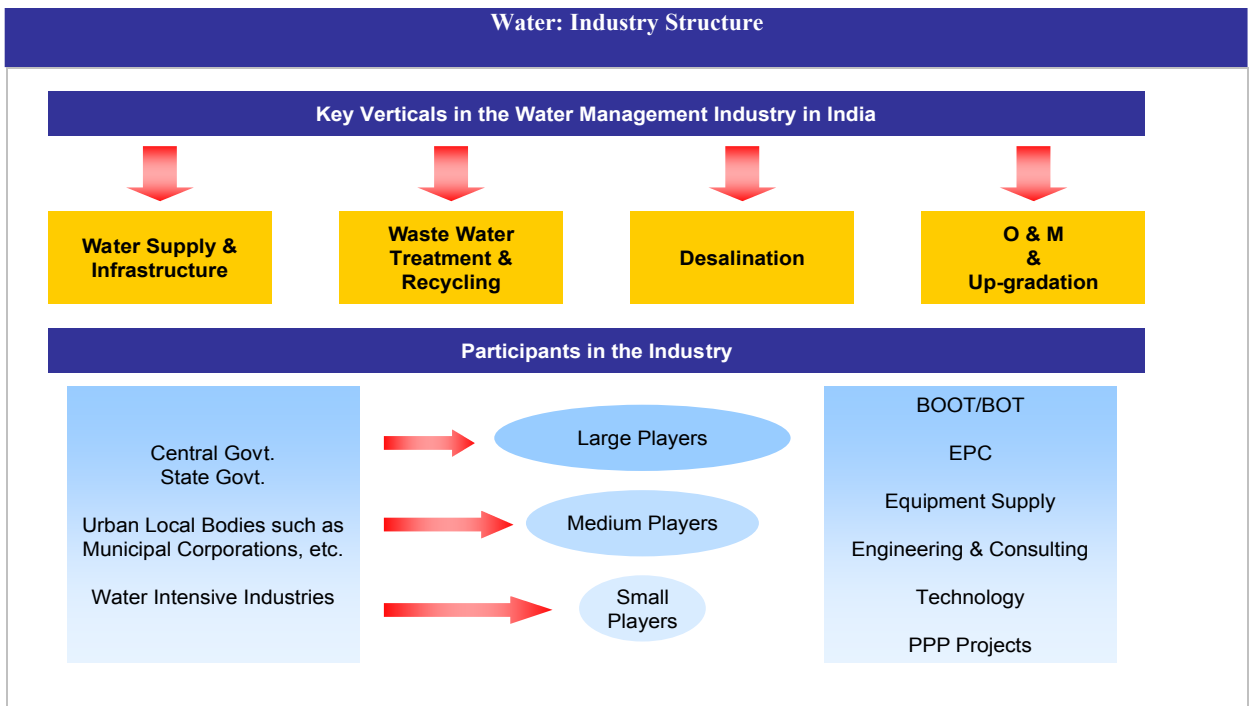 Water: Industry Structure
Key Verticals in the Water Management Industry in India
Water Supply &
Infrastructure
Waste Water
Treatment &
Recycling
Desalination
O & M
&
Up-gradation
Participants in the Industry
Central Govt.
State Govt.
Urban Local Bodies such as
Municipal Corporations, etc.
Water Intensive Industries
Large Players
Medium Players
Small
Players
BOOT/BOT
EPC
Equipment Supply
Engineering & Consulting
Technology
PPP Projects